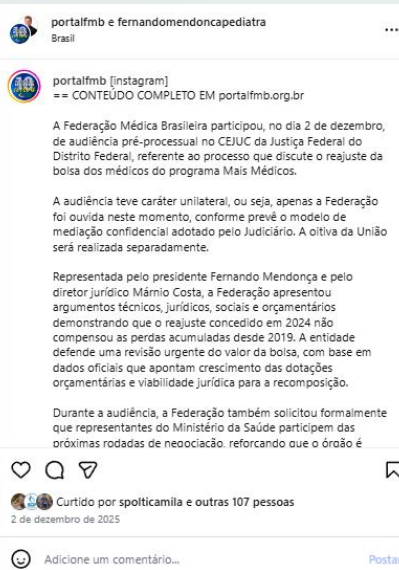 portalfmb e fernandomendoncapediatra
Brasil
portalfmb [instagram]
== CONTEÚDO COMPLETO EM portalfmb.org.br
A Federação Médica Brasileira participou, no dia 2 de dezembro,
de audiência pré-processual no CEJUC da Justiça Federal do
Distrito Federal, referente ao processo que discute o reajuste da
bolsa dos médicos do programa Mais Médicos.
A audiência teve caráter unilateral, ou seja, apenas a Federação
foi ouvida neste momento, conforme prevê o modelo de
mediação confidencial adotado pelo Judiciário. A oitiva da União
será realizada separadamente.
Representada pelo presidente Fernando Mendonça e pelo
diretor jurídico Márnio Costa, a Federação apresentou
argumentos técnicos, jurídicos, sociais e orçamentários
demonstrando que o reajuste concedido em 2024 não
compensou as perdas acumuladas desde 2019. A entidade
defende uma revisão urgente do valor da bolsa, com base em
dados oficiais que apontam crescimento das dotações
orçamentárias e viabilidade jurídica para a recomposição.
Durante a audiência, a Federação também solicitou formalmente
que representantes do Ministério da Saúde participem das
próximas rodadas de negociação, reforçando que o órgão é
Curtido por spolticamila e outras 107 pessoas
2 de dezembro de 2025
Adicione um comentário...
Postar